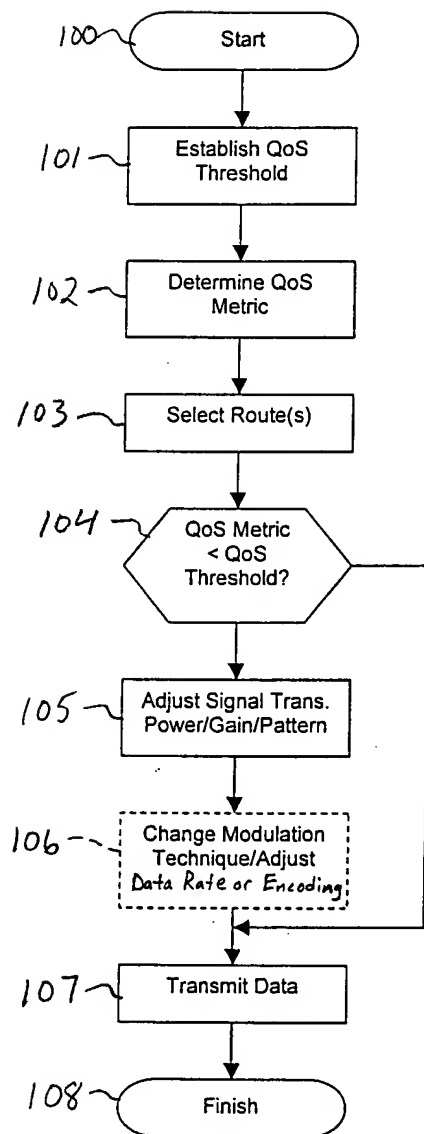 100
Start
101
Establish QoS
Threshold
102
Determine QoS
Metric
103
Select Route(s)
104
QoS Metric
< QoS
Threshold?
105
Adjust Signal Trans.
Power/Gain/Pattern
106
Change Modulation
Technique/Adjust
Data Rate or Encoding
107
Transmit Data
108
Finish